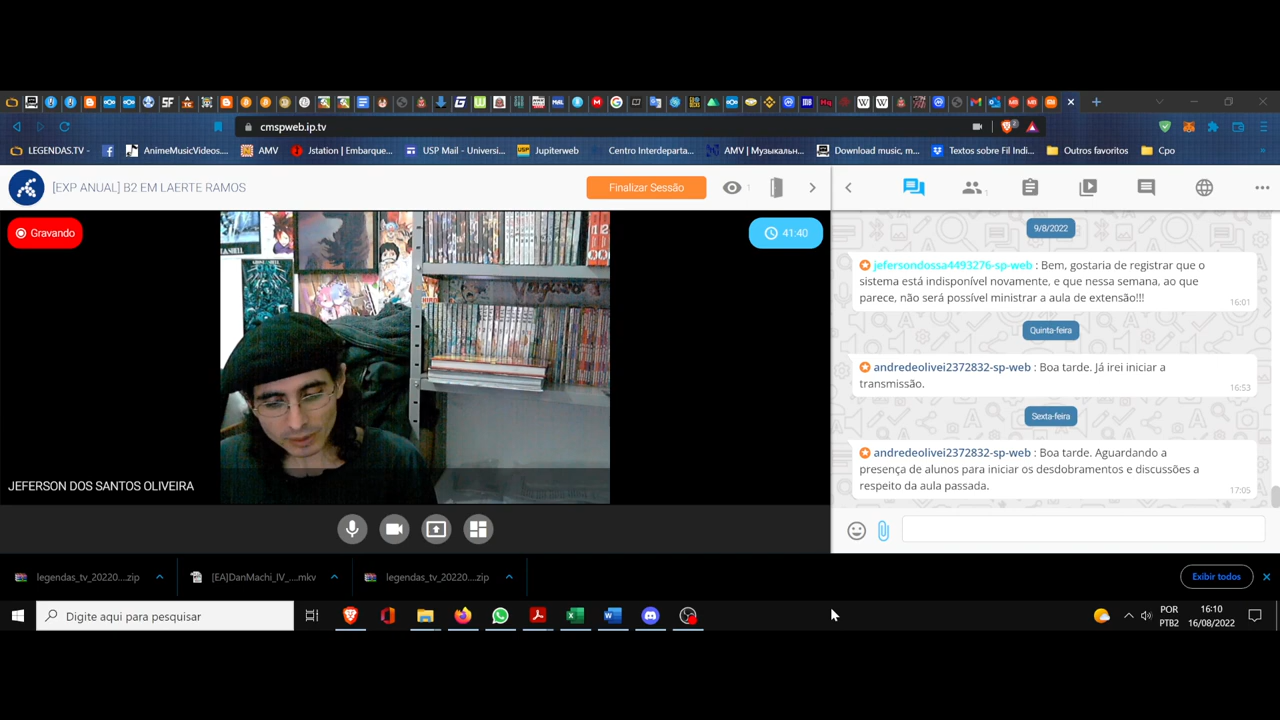 cmspweb.ip.tv
2
LEGENDAS.TV -
AnimeMusicVideos...
AMV
Jstation | Embarque...
USP Mail - Universi...
Jupiterweb
Centro Interdeparta...
AMV | Музыкальн...
Download music, m...
Textos sobre Fil Indi...
Outros favoritos
Cpo
[EXP ANUAL] B2 EM LAERTE RAMOS
Finalizar Sessão
1
1
Gravando
41:40
9/8/2022
jefersondossa4493276-sp-web : Bem, gostaria de registrar que o
sistema está indisponível novamente, e que nessa semana, ao que
parece, não será possível ministrar a aula de extensão!!!
16:01
Quinta-feira
andredeolivei2372832-sp-web : Boa tarde. Já irei iniciar a
transmissão.
16:53
Sexta-feira
andredeolivei2372832-sp-web : Boa tarde. Aguardando a
presença de alunos para iniciar os desdobramentos e discussões a
respeito da aula passada.
17:05
JEFERSON DOS SANTOS OLIVEIRA
legendas_tv_20220....zip
[EA]DanMachi_IV_....mkv
legendas_tv_20220....zip
Exibir todos
Digite aqui para pesquisar
POR
PTB2
16:10
16/08/2022